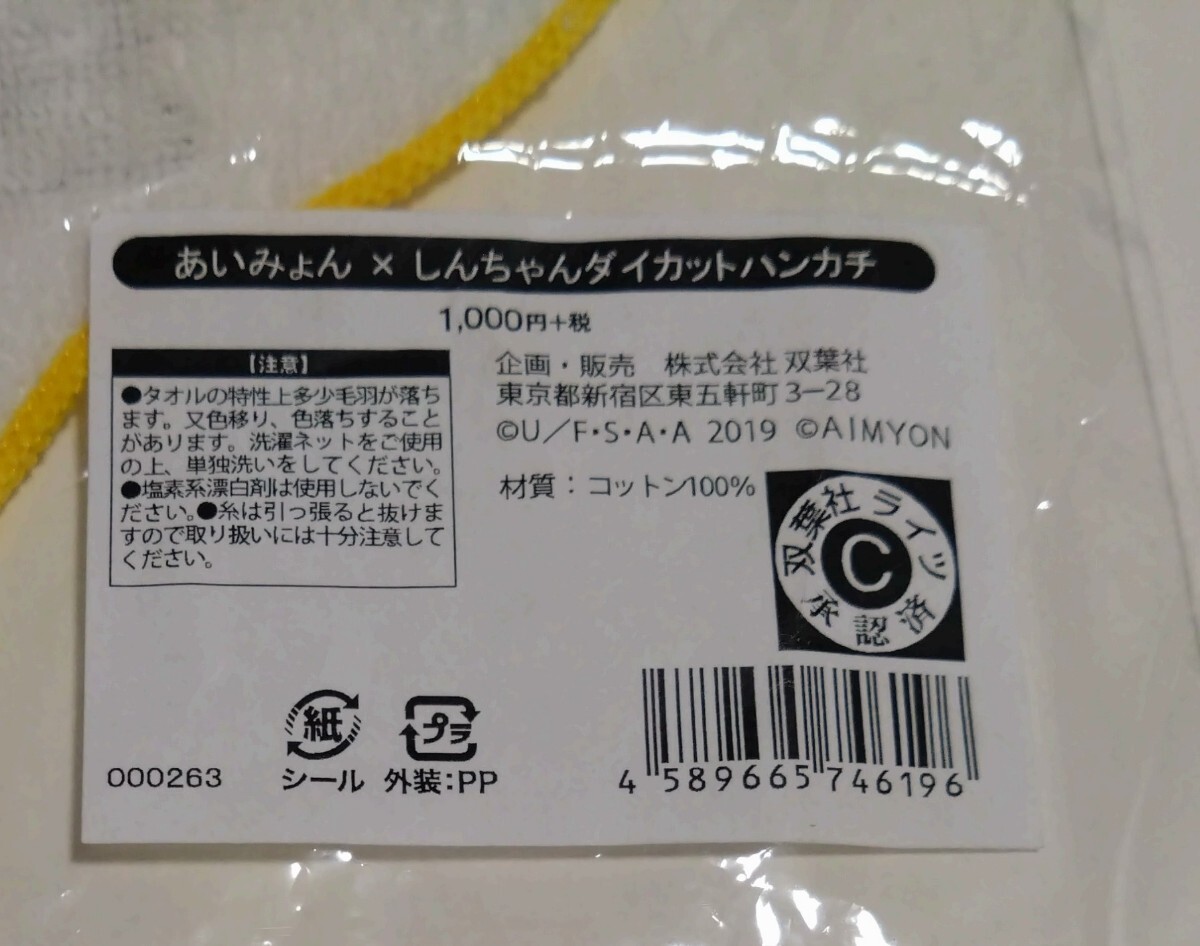 あいみょん × しんちゃんダイカットハンカチ
1,000円+税
【注意】
●タオルの特性上多少毛羽が落ち
ます。又色移り、色落ちすること
があります。洗濯ネットをご使用
の上、単独洗いをしてください。
●塩素系漂白剤は使用しないでく
ださい。●糸は引っ張ると抜けま
すので取り扱いには十分注意して
ください。
企画・販売　株式会社 双葉社
東京都新宿区東五軒町3−28
©U／F・S・A・A 2019 ©AIMYON
材質：コットン100%
双葉社ライツ
C
承認済
紙
シール
プラ
外装：PP
000263
4 589665 746196